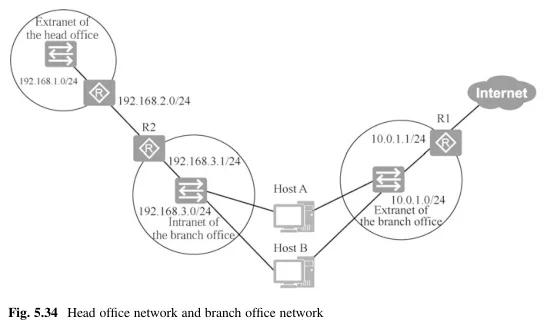 Extranet of
the head office
192.168.1.0/24
R
192.168.2.0/24
R2
R
192.168.3.1/24
192.168.3.0/24
Intranet of
the branch office
Host A
Host B
Internet
R1
10.0.1.1/24
R
10.0.1.0/24
Extranet of
the branch office
Fig. 5.34 Head office network and branch office network